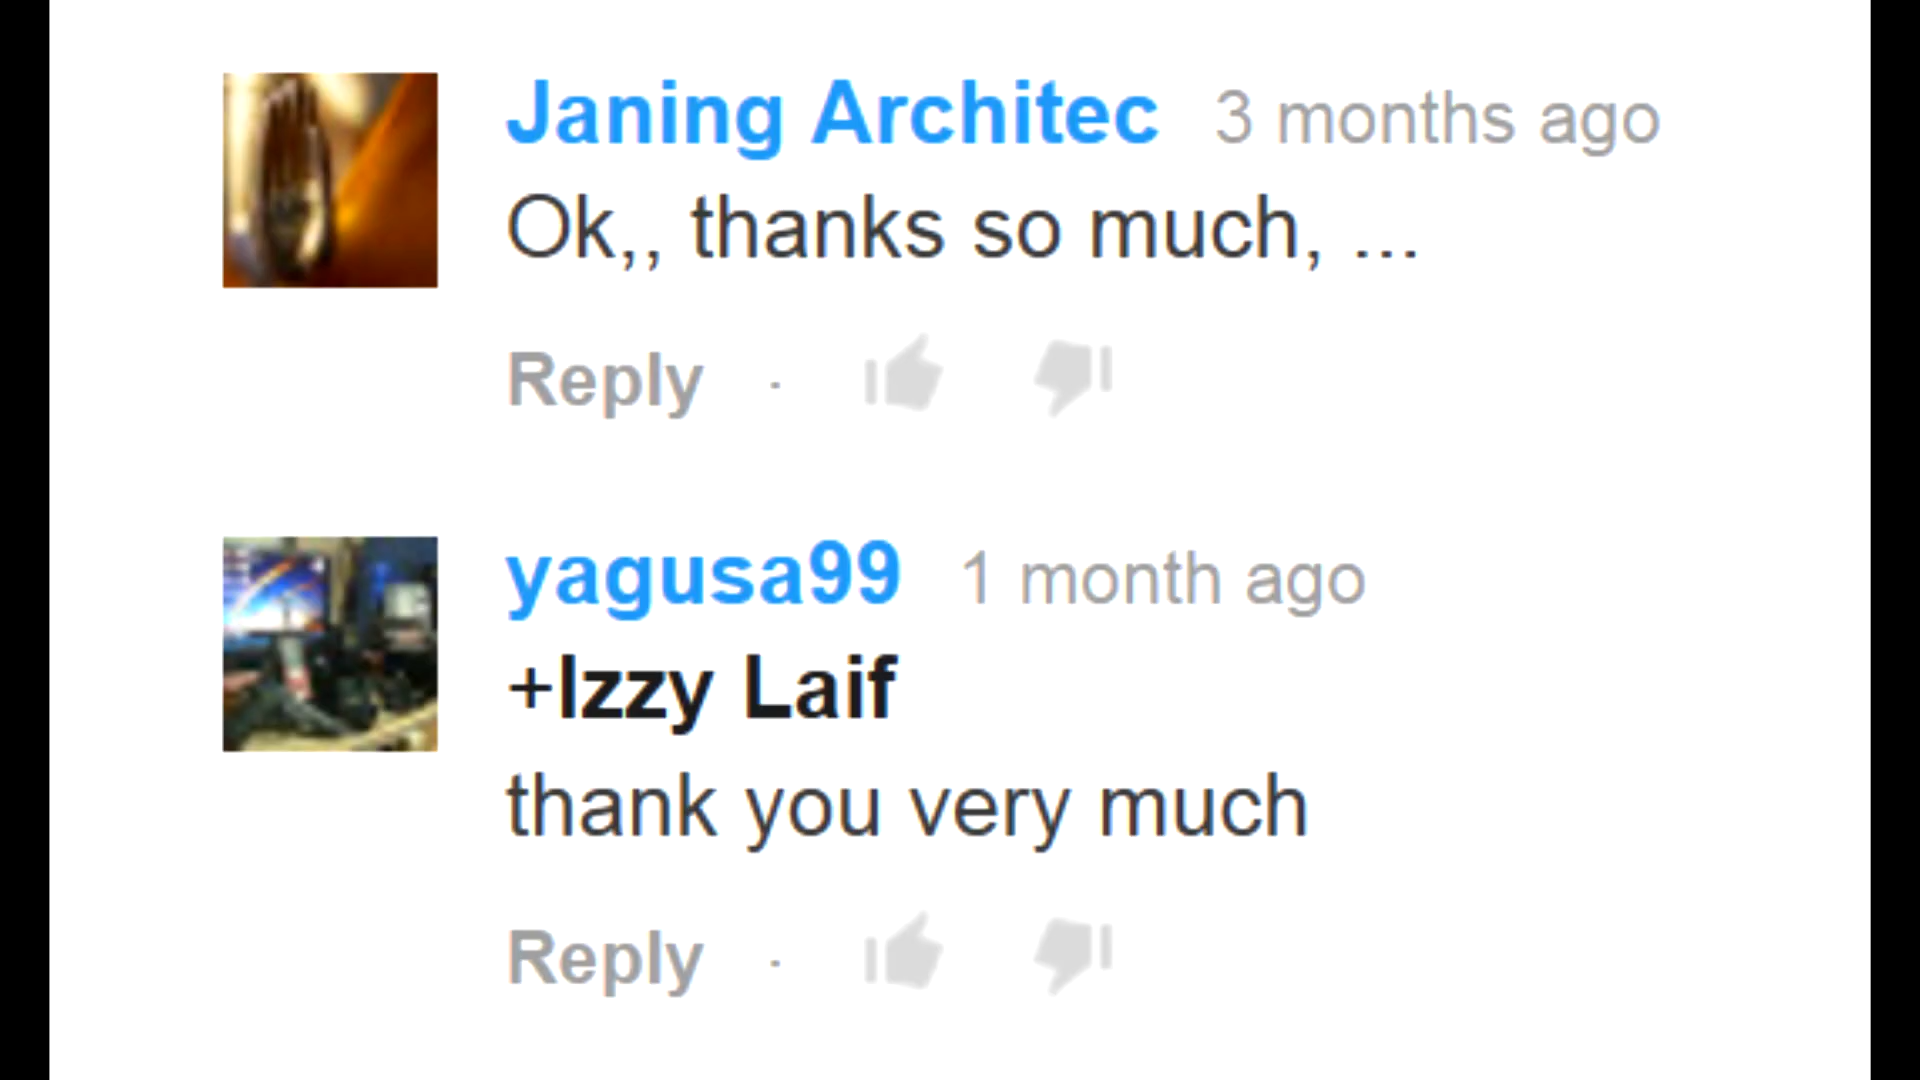 Janing Architec 3 months ago
Ok,, thanks so much, ...
Reply ·
yagusa99 1 month ago
+Izzy Laif
thank you very much
Reply ·